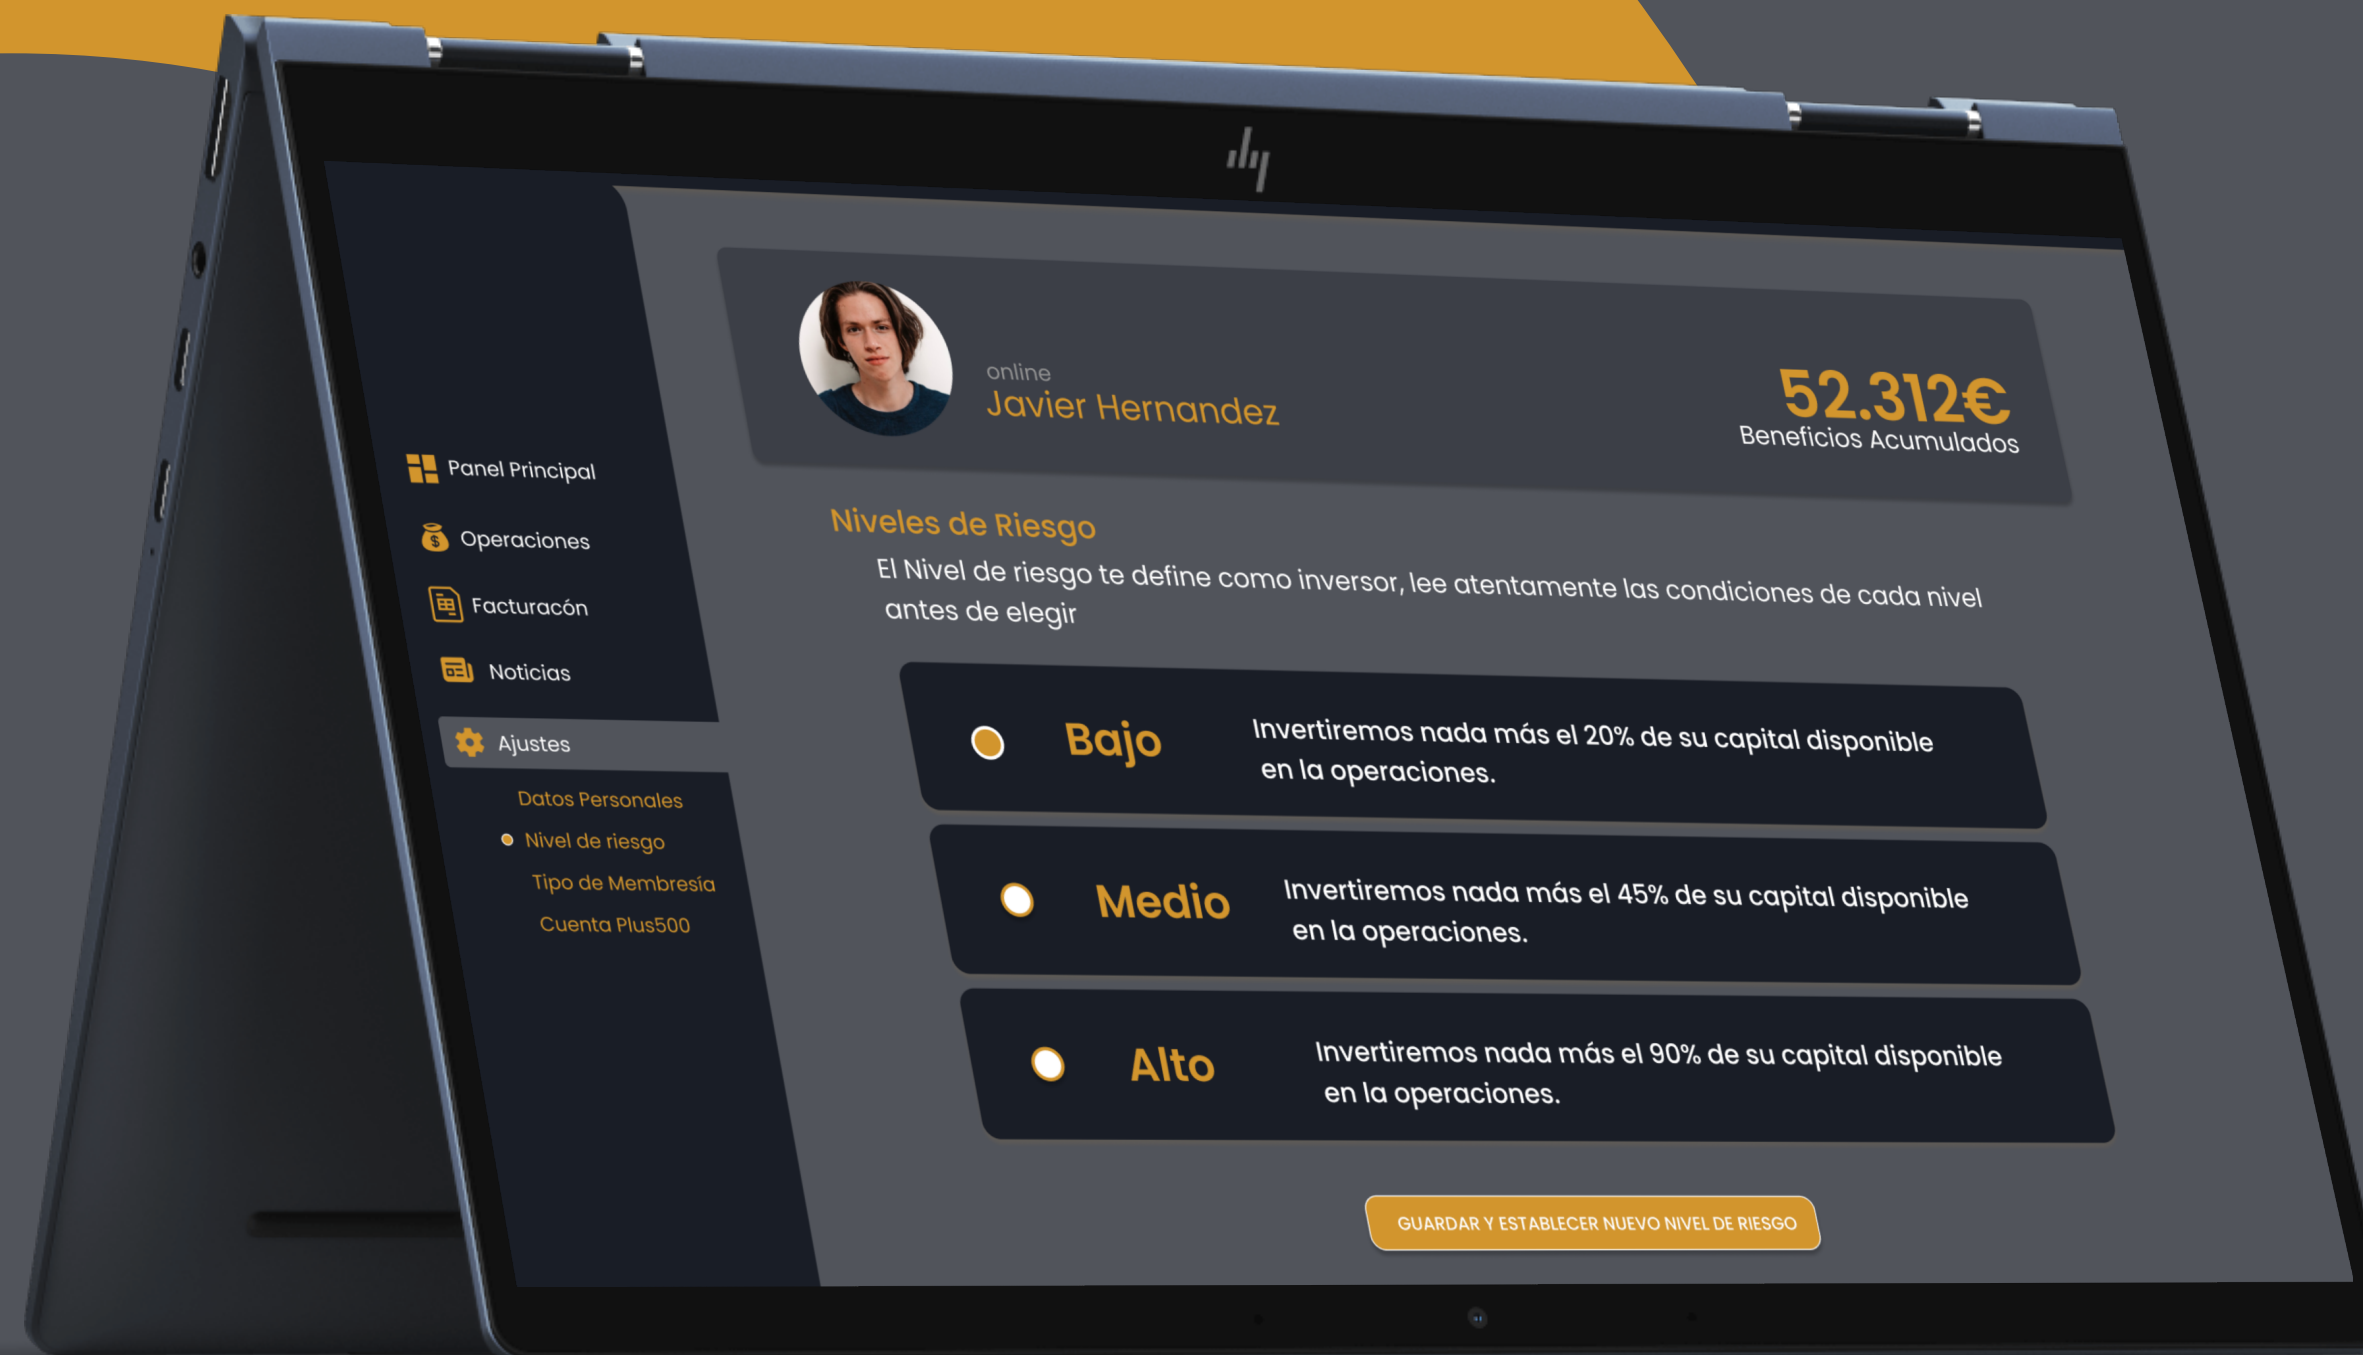 hp
online
Javier Hernandez
52.312€
Beneficios Acumulados
Panel Principal
Operaciones
Facturacón
Noticias
Ajustes
Datos Personales
Nivel de riesgo
Tipo de Membresía
Cuenta Plus500
Niveles de Riesgo
El Nivel de riesgo te define como inversor, lee atentamente las condiciones de cada nivel
antes de elegir
Bajo
Invertiremos nada más el 20% de su capital disponible
en la operaciones.
Medio
Invertiremos nada más el 45% de su capital disponible
en la operaciones.
Alto
Invertiremos nada más el 90% de su capital disponible
en la operaciones.
GUARDAR Y ESTABLECER NUEVO NIVEL DE RIESGO